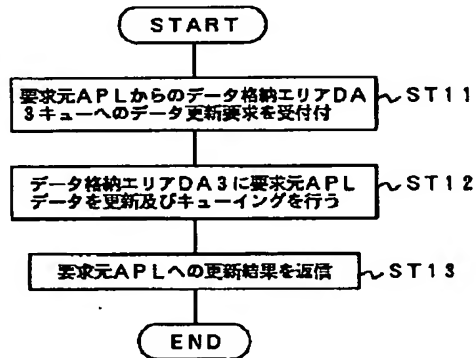 START
要求元APLからのデータ格納エリアDA
3キューへのデータ更新要求を受付付
ST11
データ格納エリアDA3に要求元APL
データを更新及びキューイングを行う
ST12
要求元APLへの更新結果を返信
ST13
END